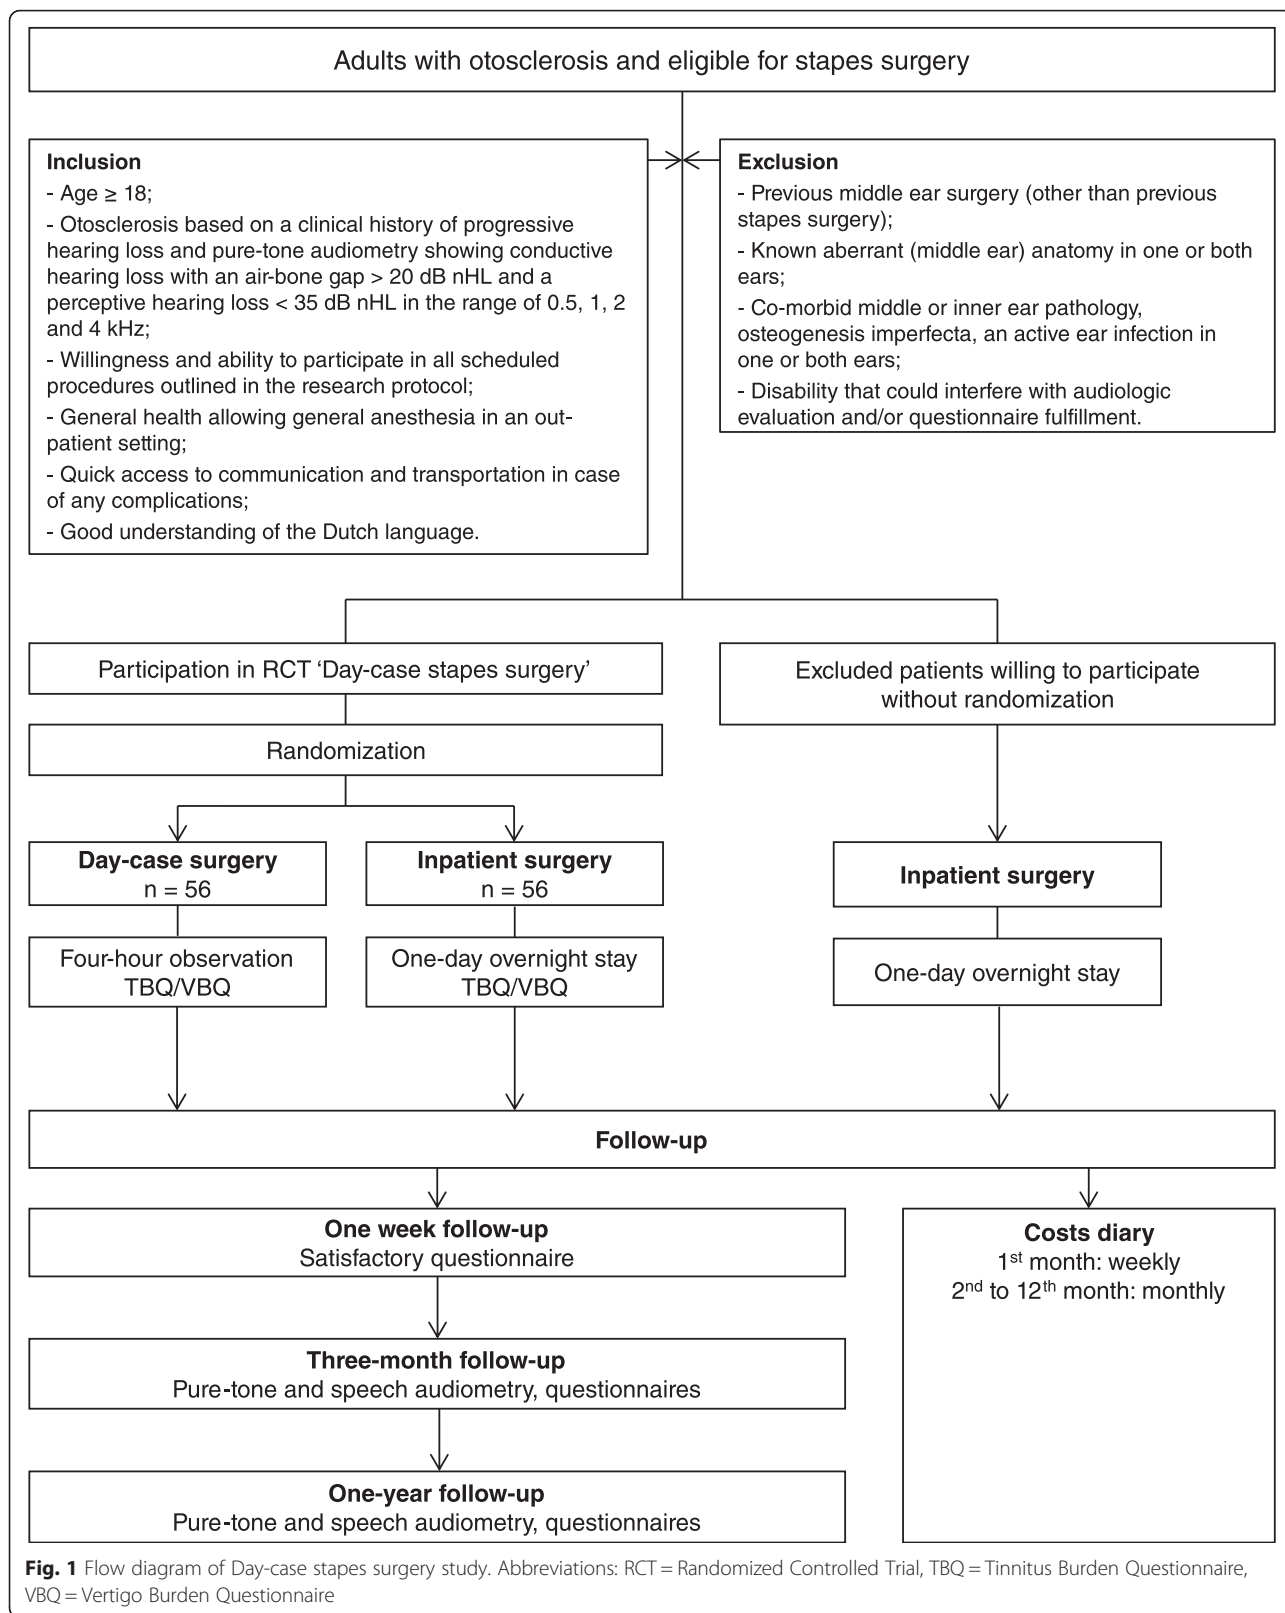 Adults with otosclerosis and eligible for stapes surgery
Inclusion
- Age ≥ 18;
- Otosclerosis based on a clinical history of progressive
hearing loss and pure-tone audiometry showing conductive
hearing loss with an air-bone gap > 20 dB nHL and a
perceptive hearing loss < 35 dB nHL in the range of 0.5, 1, 2
and 4 kHz;
- Willingness and ability to participate in all scheduled
procedures outlined in the research protocol;
- General health allowing general anesthesia in an out-
patient setting;
- Quick access to communication and transportation in case
of any complications;
- Good understanding of the Dutch language.
Exclusion
- Previous middle ear surgery (other than previous
stapes surgery);
- Known aberrant (middle ear) anatomy in one or both
ears;
- Co-morbid middle or inner ear pathology,
osteogenesis imperfecta, an active ear infection in
one or both ears;
- Disability that could interfere with audiologic
evaluation and/or questionnaire fulfillment.
Participation in RCT ‘Day-case stapes surgery’
Randomization
Excluded patients willing to participate
without randomization
Day-case surgery
n = 56
Inpatient surgery
n = 56
Inpatient surgery
Four-hour observation
TBQ/VBQ
One-day overnight stay
TBQ/VBQ
One-day overnight stay
Follow-up
One week follow-up
Satisfactory questionnaire
Three-month follow-up
Pure-tone and speech audiometry, questionnaires
One-year follow-up
Pure-tone and speech audiometry, questionnaires
Costs diary
1st month: weekly
2nd to 12th month: monthly
Fig. 1 Flow diagram of Day-case stapes surgery study. Abbreviations: RCT = Randomized Controlled Trial, TBQ = Tinnitus Burden Questionnaire,
VBQ = Vertigo Burden Questionnaire